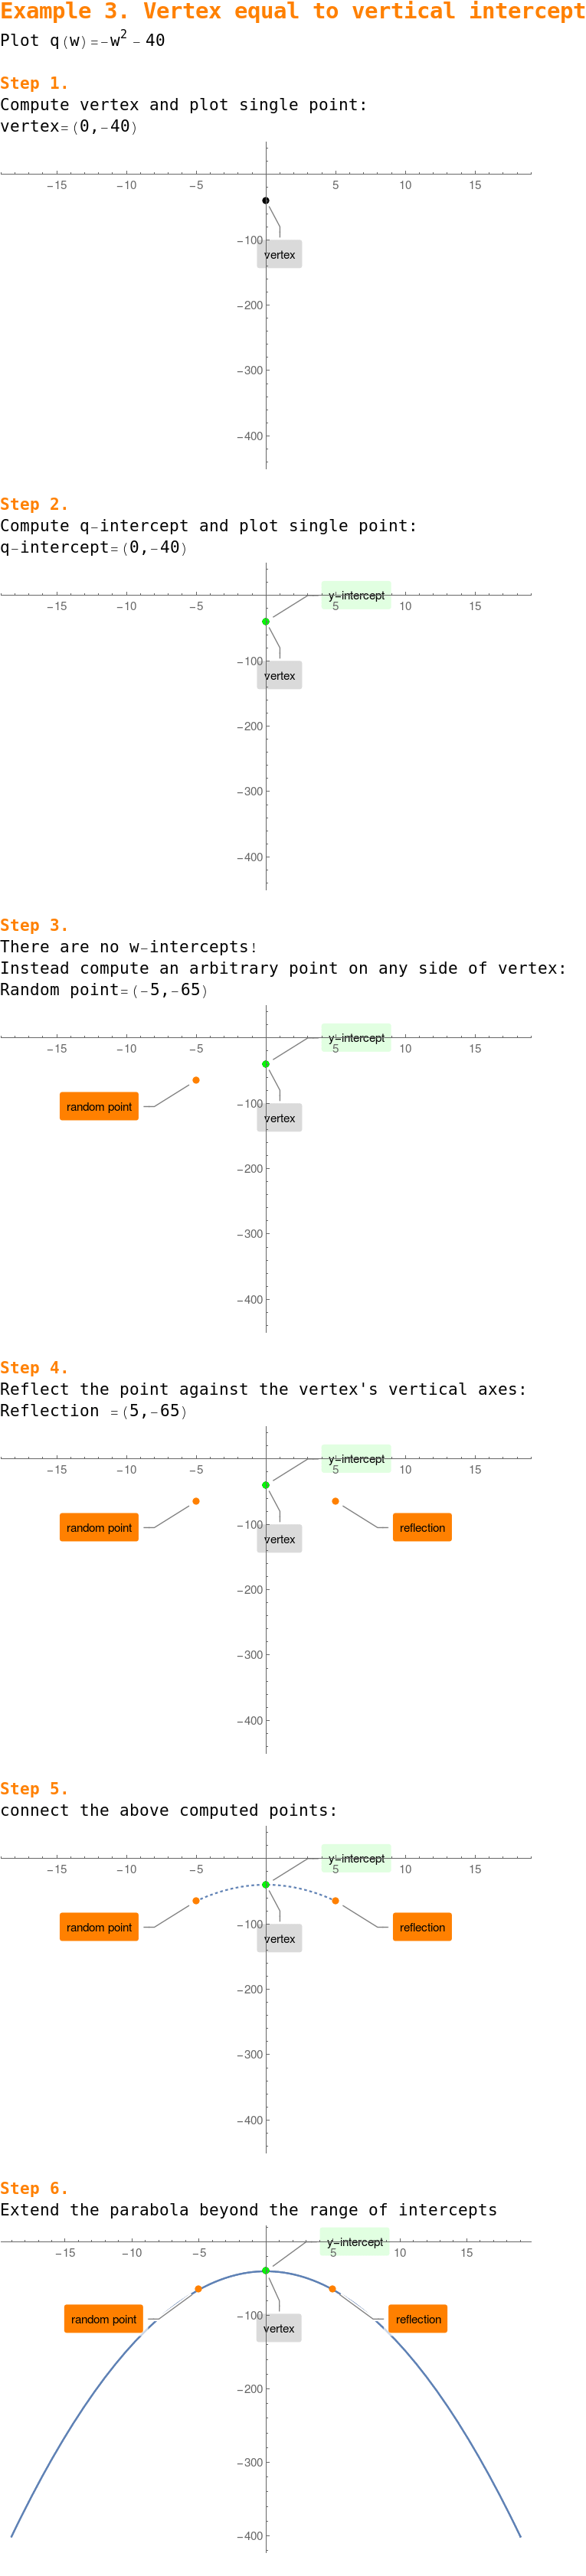 Example 3. Vertex equal to vertical intercept
Plot q(w)=-w² - 40
Step 1.
Compute vertex and plot single point:
vertex=(0,-40)
-15 -10 -5 5 10 15
-100
vertex
-200
-300
-400
Step 2.
Compute q-intercept and plot single point:
q-intercept=(0,-40)
y-intercept
-15 -10 -5 5 10 15
-100
vertex
-200
-300
-400
Step 3.
There are no w-intercepts!
Instead compute an arbitrary point on any side of vertex:
Random point=(-5,-65)
y-intercept
-15 -10 -5 5 10 15
-100
random point
vertex
-200
-300
-400
Step 4.
Reflect the point against the vertex's vertical axes:
Reflection =(5,-65)
y-intercept
-15 -10 -5 5 10 15
-100
random point reflection
vertex
-200
-300
-400
Step 5.
connect the above computed points:
y-intercept
-15 -10 -5 5 10 15
-100
random point reflection
vertex
-200
-300
-400
Step 6.
Extend the parabola beyond the range of intercepts
y-intercept
-15 -10 -5 5 10 15
-100
random point reflection
vertex
-200
-300
-400